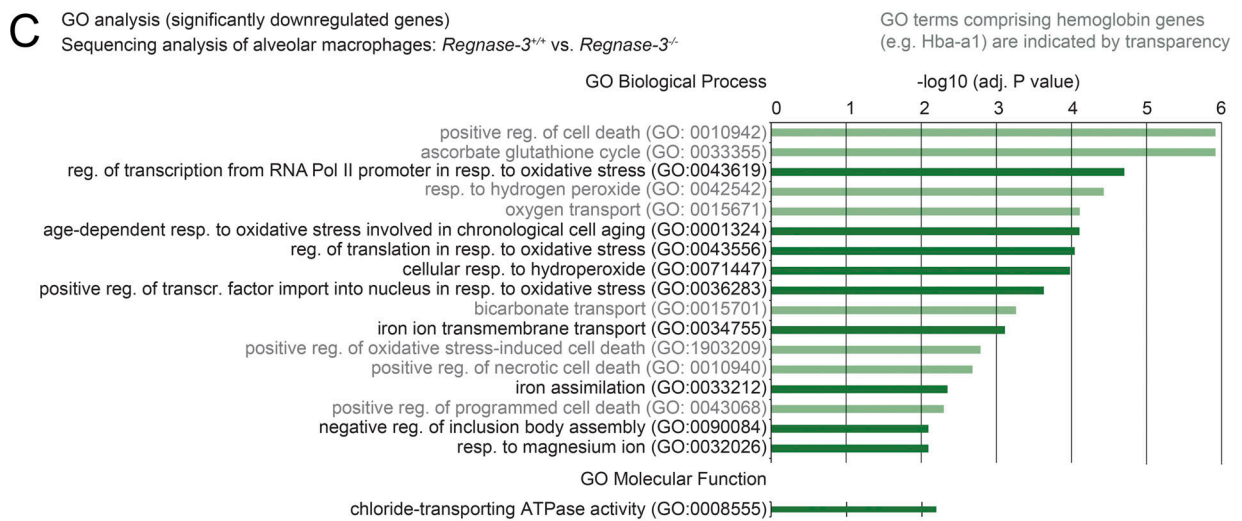 C
GO analysis (significantly downregulated genes)
Sequencing analysis of alveolar macrophages: Regnase-3+/+ vs. Regnase-3-/-
GO terms comprising hemoglobin genes
(e.g. Hba-a1) are indicated by transparency
GO Biological Process
-log10 (adj. P value)
0 1 2 3 4 5 6
positive reg. of cell death (GO: 0010942)
ascorbate glutathione cycle (GO: 0033355)
reg. of transcription from RNA Pol II promoter in resp. to oxidative stress (GO:0043619)
resp. to hydrogen peroxide (GO: 0042542)
oxygen transport (GO: 0015671)
age-dependent resp. to oxidative stress involved in chronological cell aging (GO:0001324)
reg. of translation in resp. to oxidative stress (GO:0043556)
cellular resp. to hydroperoxide (GO:0071447)
positive reg. of transcr. factor import into nucleus in resp. to oxidative stress (GO:0036283)
bicarbonate transport (GO:0015701)
iron ion transmembrane transport (GO:0034755)
positive reg. of oxidative stress-induced cell death (GO:1903209)
positive reg. of necrotic cell death (GO: 0010940)
iron assimilation (GO:0033212)
positive reg. of programmed cell death (GO: 0043068)
negative reg. of inclusion body assembly (GO:0090084)
resp. to magnesium ion (GO:0032026)
GO Molecular Function
chloride-transporting ATPase activity (GO:0008555)